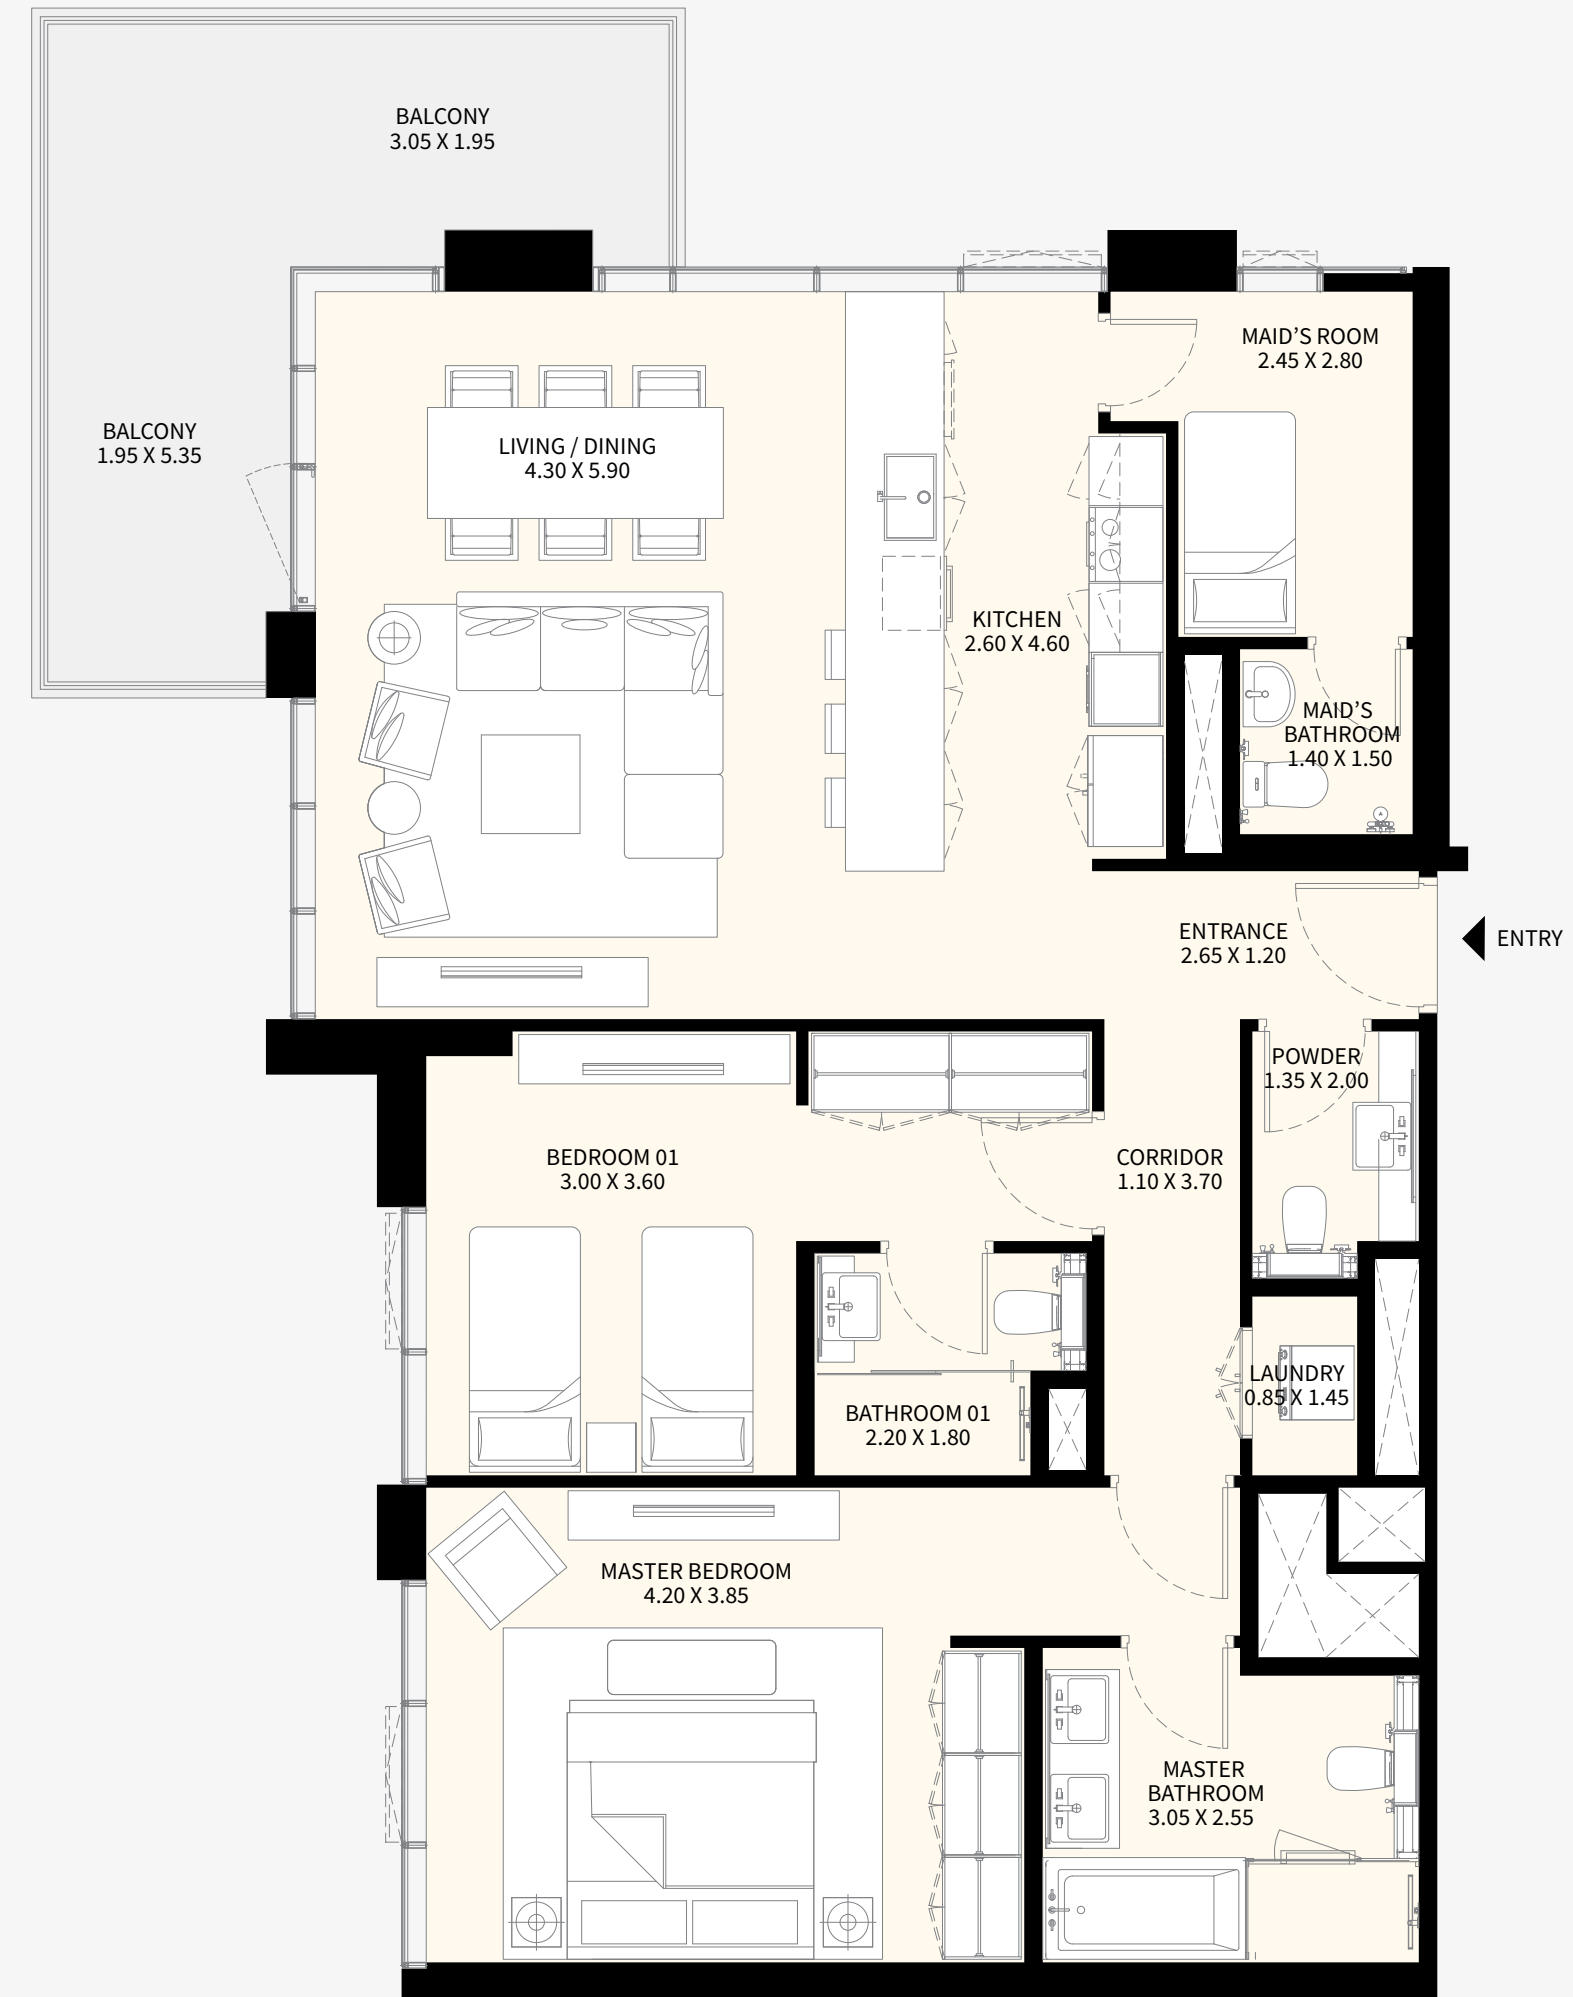 BALCONY
3.05 X 1.95
MAID’S ROOM
2.45 X 2.80
BALCONY
1.95 X 5.35
LIVING / DINING
4.30 X 5.90
KITCHEN
2.60 X 4.60
MAID’S
BATHROOM
1.40 X 1.50
ENTRANCE
2.65 X 1.20
ENTRY
POWDER
1.35 X 2.00
BEDROOM 01
3.00 X 3.60
CORRIDOR
1.10 X 3.70
LAUNDRY
0.85 X 1.45
BATHROOM 01
2.20 X 1.80
MASTER BEDROOM
4.20 X 3.85
MASTER
BATHROOM
3.05 X 2.55